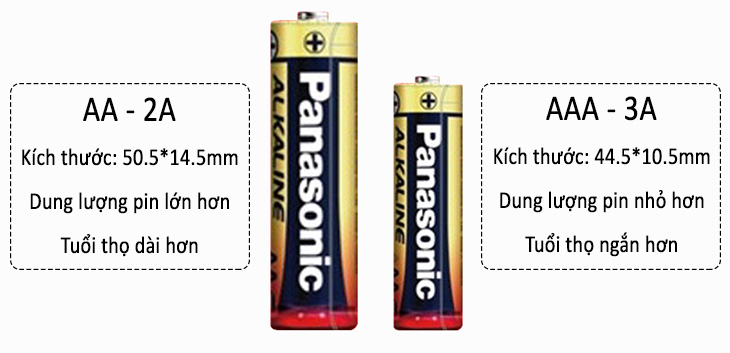 AA - 2A
Kích thước: 50.5*14.5mm
Dung lượng pin lớn hơn
Tuổi thọ dài hơn
Panasonic
ALKALINE AA
Panasonic
ALKALINE
AAA - 3A
Kích thước: 44.5*10.5mm
Dung lượng pin nhỏ hơn
Tuổi thọ ngắn hơn